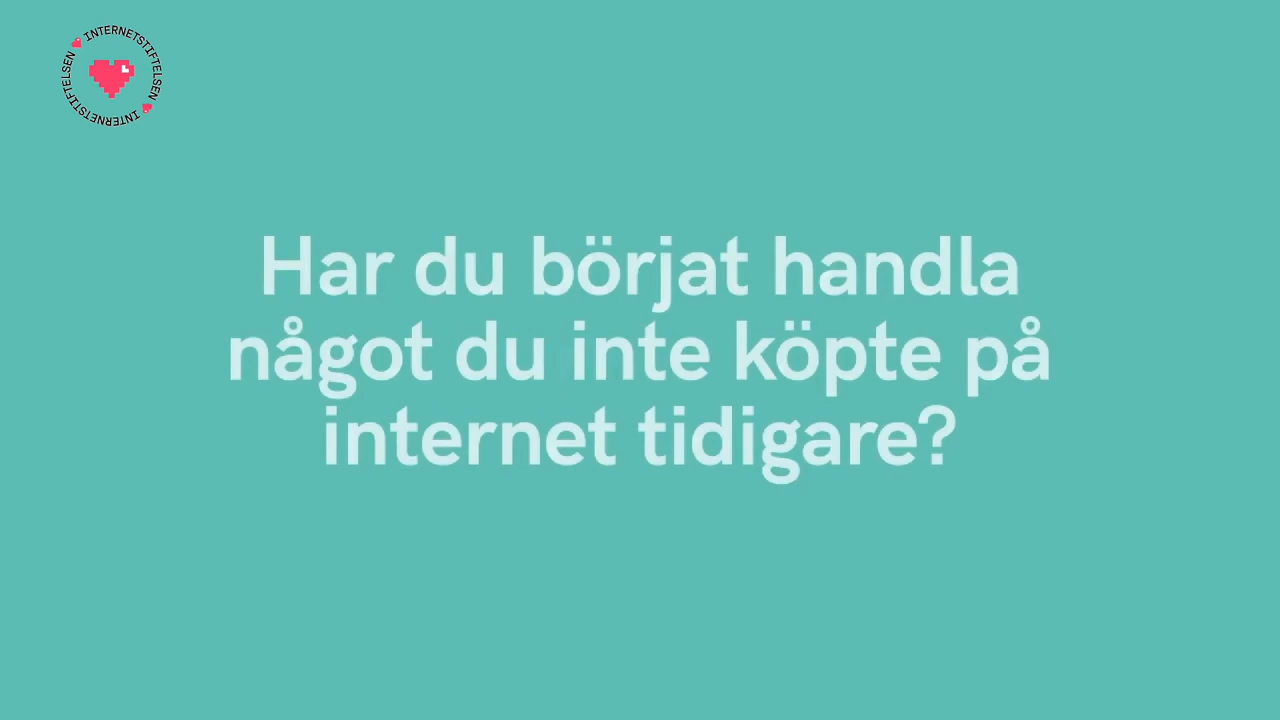 INTERNETSTIFTELSEN
INTERNETSTIFTELSEN
Har du börjat handla
något du inte köpte på
internet tidigare?